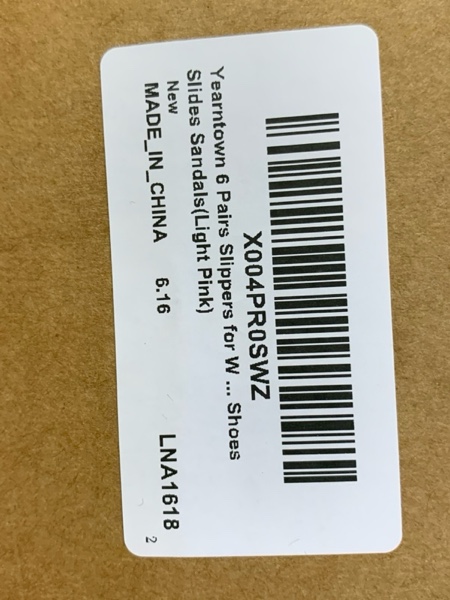 X004PR0SWZ
Yearntown 6 Pairs Slippers for W ... Shoes
Slides Sandals(Light Pink)
New
MADE_IN_CHINA 6.16 LNA1618
2